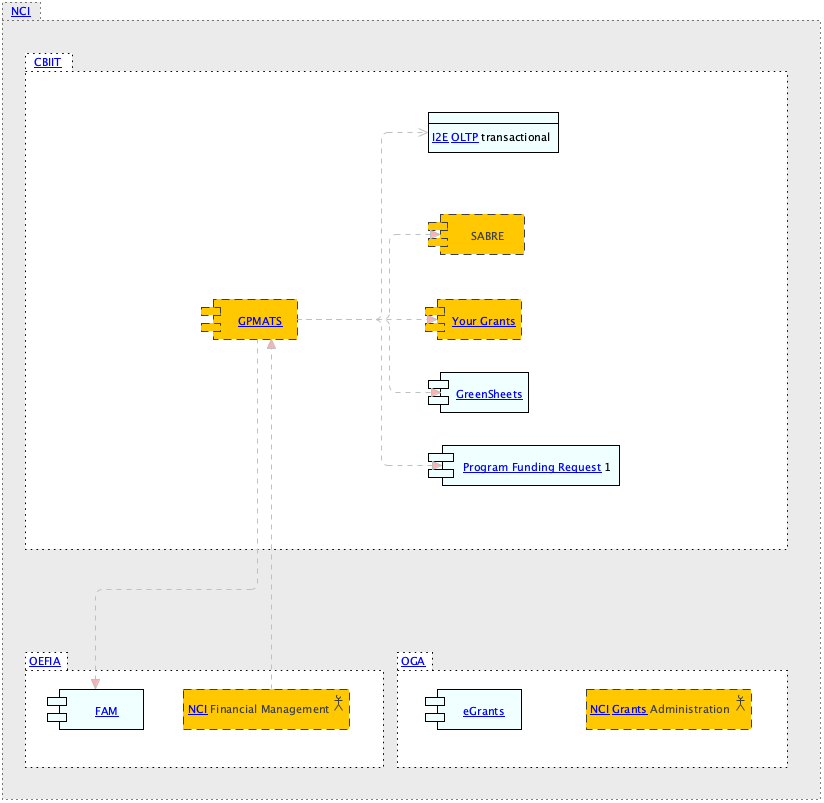 NCI
CBIIT
I2E OLTP transactional
SABRE
GPMATS
Your Grants
GreenSheets
Program Funding Request 1
OEFIA
OGA
FAM
NCI Financial Management
eGrants
NCI Grants Administration